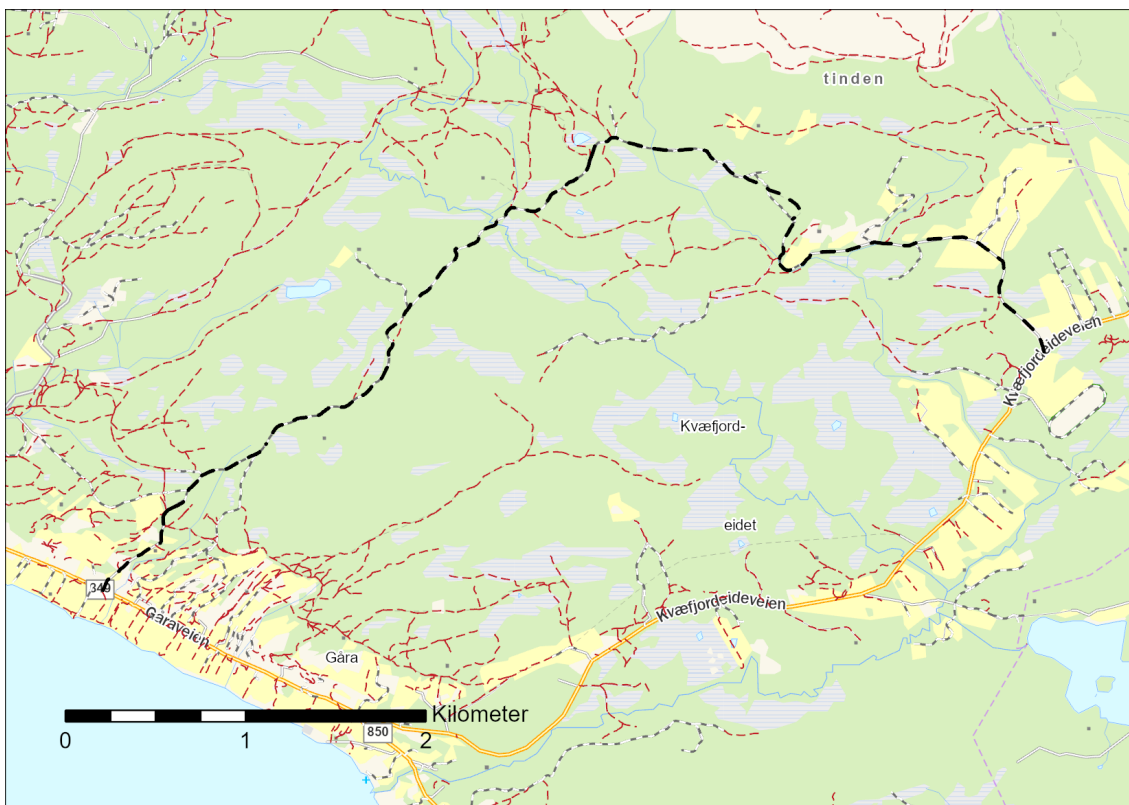 tinden
Kvæfjordeideveien
Kvæfjord-
eidet
349
Garaveien
Kvæfjordeideveien
Gåra
Kilometer
0 1 2
850